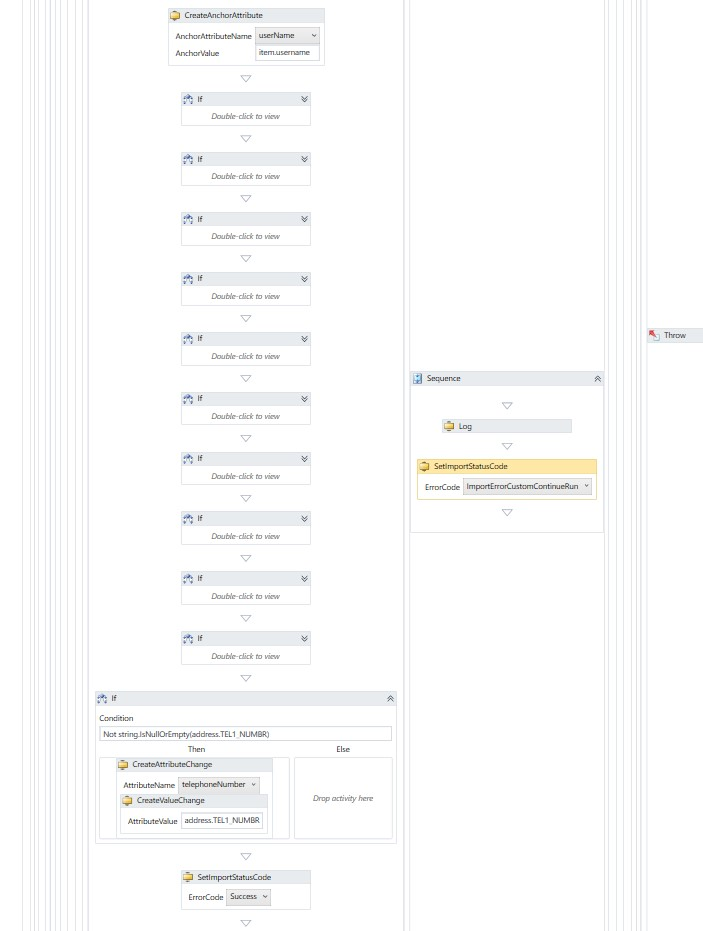 CreateAnchorAttribute
AnchorAttributeName userName
AnchorValue item.username
If
Double-click to view
If
Double-click to view
If
Double-click to view
If
Double-click to view
If
Double-click to view
If
Double-click to view
If
Double-click to view
If
Double-click to view
If
Double-click to view
If
Double-click to view
If
Condition
Not string.IsNullOrEmpty(address.TEL1_NUMBR)
Then Else
CreateAttributeChange
AttributeName telephoneNumber
CreateValueChange
AttributeValue address.TEL1_NUMBR
Drop activity here
SetImportStatusCode
ErrorCode Success
Sequence
Log
SetImportStatusCode
ErrorCode ImportErrorCustomContinueRun
Throw